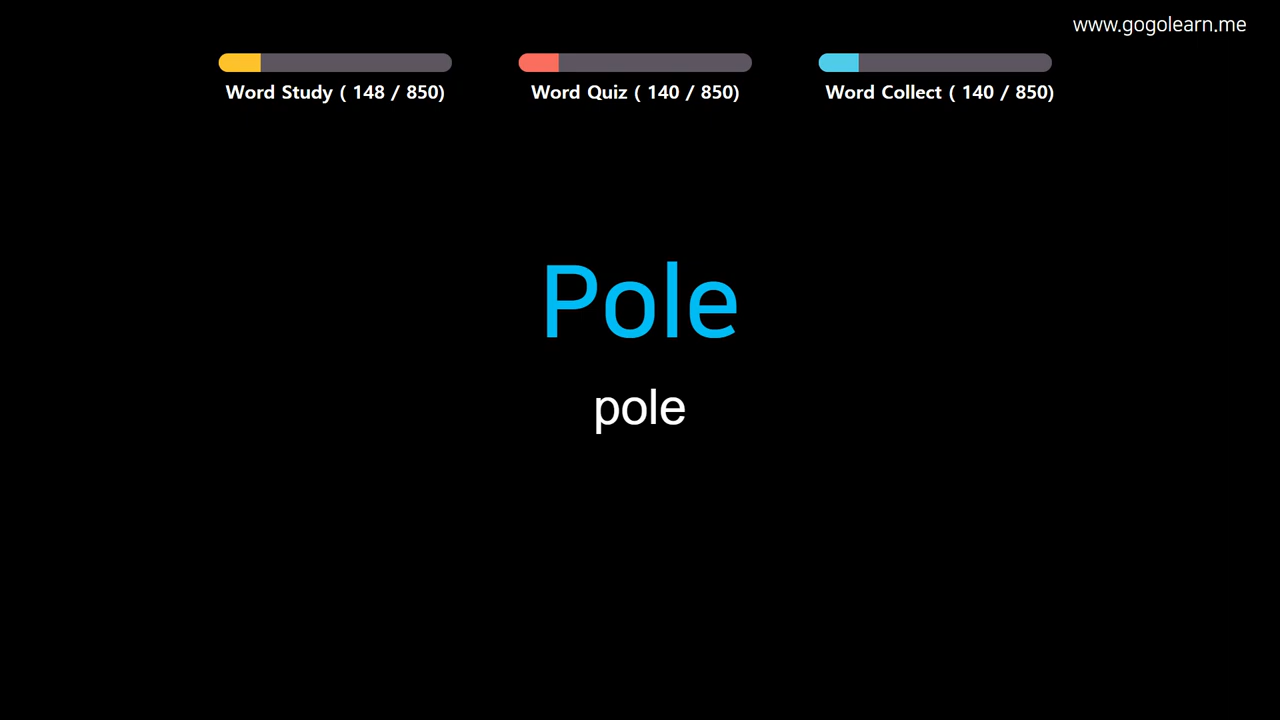 www.gogolearn.me
Word Study ( 148 / 850)
Word Quiz ( 140 / 850)
Word Collect ( 140 / 850)
Pole
pole